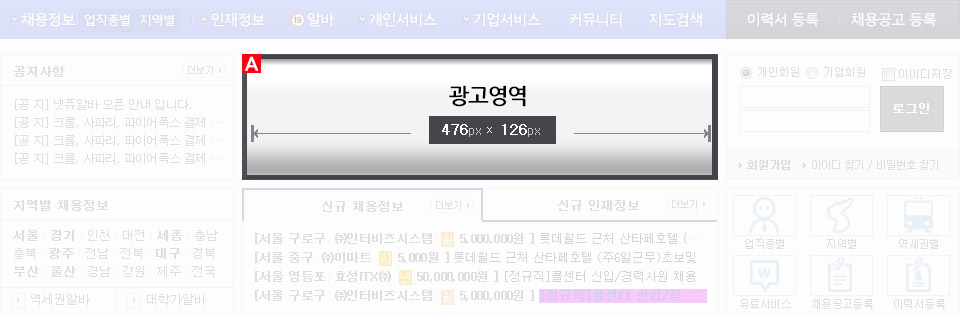 채용정보 업직종별 지역별 인재정보 19 알바 개인서비스 기업서비스 커뮤니티 지도검색 이력서 등록 채용공고 등록
공지사항 더보기
[공 지] 넷퓨알바 오픈 안내 입니다.
[공 지] 크롬, 사파리, 파이어폭스 결제 ···
[공 지] 크롬, 사파리, 파이어폭스 결제 ···
[공 지] 크롬, 사파리, 파이어폭스 결제 ···
A
광고영역
476px × 126px
개인회원 기업회원 아이디저장
로그인
회원가입 아이디 찾기 / 비밀번호 찾기
지역별 채용정보
서울 경기 인천 대전 세종 충남
충북 광주 전남 전북 대구 경북
부산 울산 경남 강원 제주 전국
역세권알바 대학가알바
신규 채용정보 더보기 신규 인재정보 더보기
[서울 구로구 ㈜인터비즈시스템 월 5,000,000원 ] 롯데월드 근처 산타페호텔 (···
[서울 중구 ㈜이마트 시 5,000원 ] 롯데월드 근처 산타페호텔 (주6일근무)초보및
[서울 영등포 효성ITX㈜ 년 50,000,000원 ] [정규직]콜센터 신입/경력사원 채용
[서울 구로구 ㈜인터비즈시스템 월 5,000,000원 ] [정규직]콜센터 신입/경
업직종별 지역별 역세권별
유료서비스 채용공고등록 이력서등록